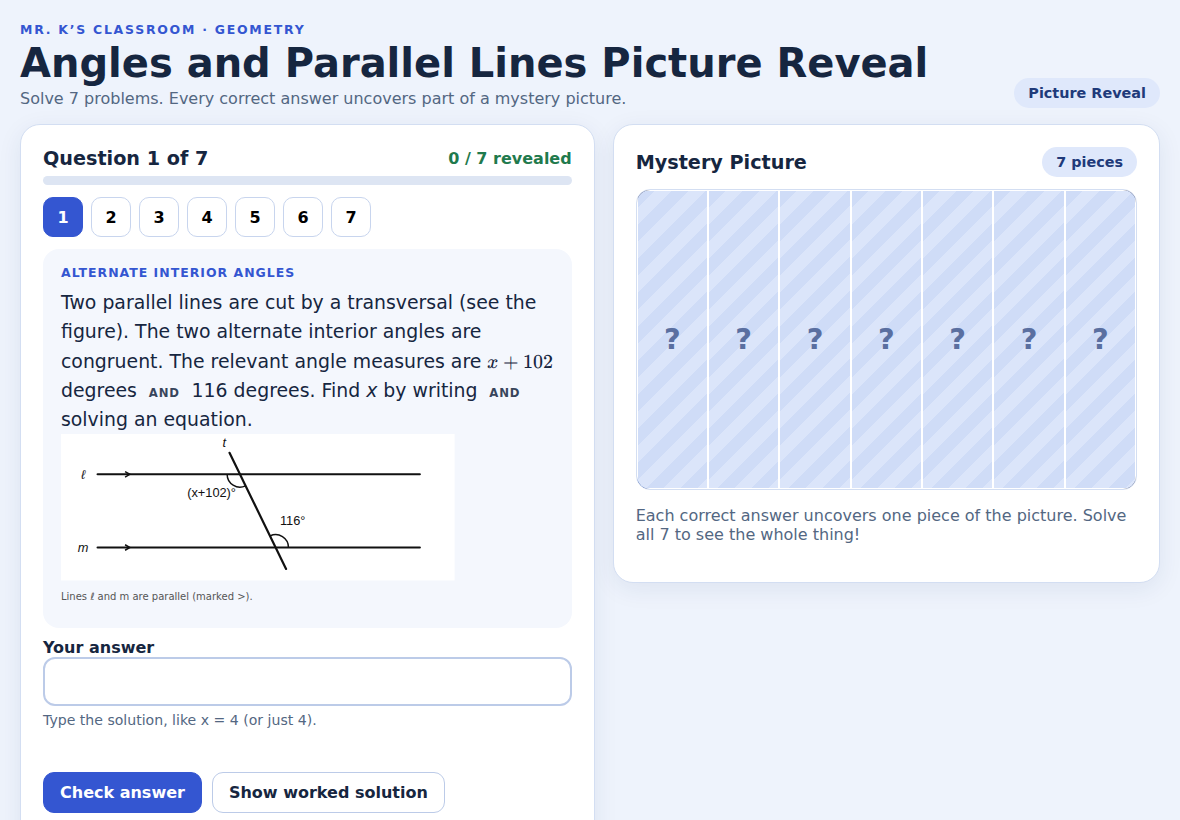 MR. K’S CLASSROOM · GEOMETRY
Angles and Parallel Lines Picture Reveal
Solve 7 problems. Every correct answer uncovers part of a mystery picture.
Picture Reveal
Question 1 of 7
0 / 7 revealed
1 2 3 4 5 6 7
ALTERNATE INTERIOR ANGLES
Two parallel lines are cut by a transversal (see the
figure). The two alternate interior angles are
congruent. The relevant angle measures are x + 102
degrees AND 116 degrees. Find x by writing AND
solving an equation.
t
ℓ
(x+102)°
116°
m
Lines ℓ and m are parallel (marked >).
Your answer
Type the solution, like x = 4 (or just 4).
Check answer
Show worked solution
Mystery Picture
7 pieces
? ? ? ? ? ? ?
Each correct answer uncovers one piece of the picture. Solve
all 7 to see the whole thing!